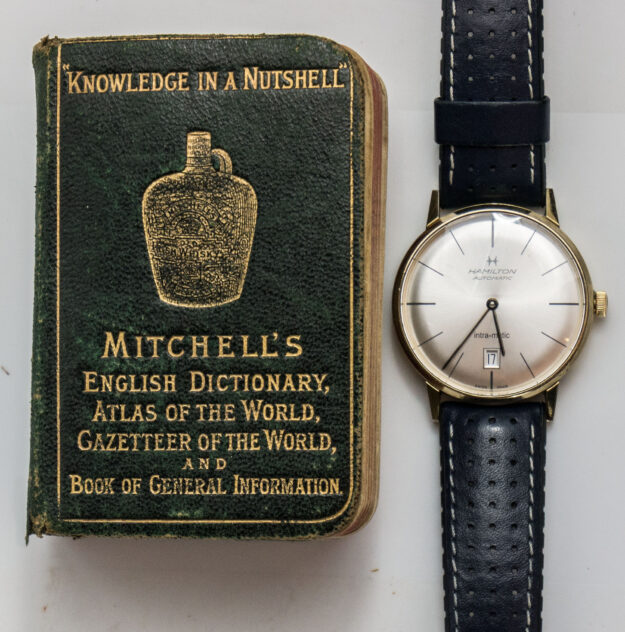 "KNOWLEDGE IN A NUTSHELL"
MITCHELL'S
ENGLISH DICTIONARY,
ATLAS OF THE WORLD,
GAZETTEER OF THE WORLD,
AND
BOOK OF GENERAL INFORMATION.
HAMILTON
AUTOMATIC
intra-matic
17